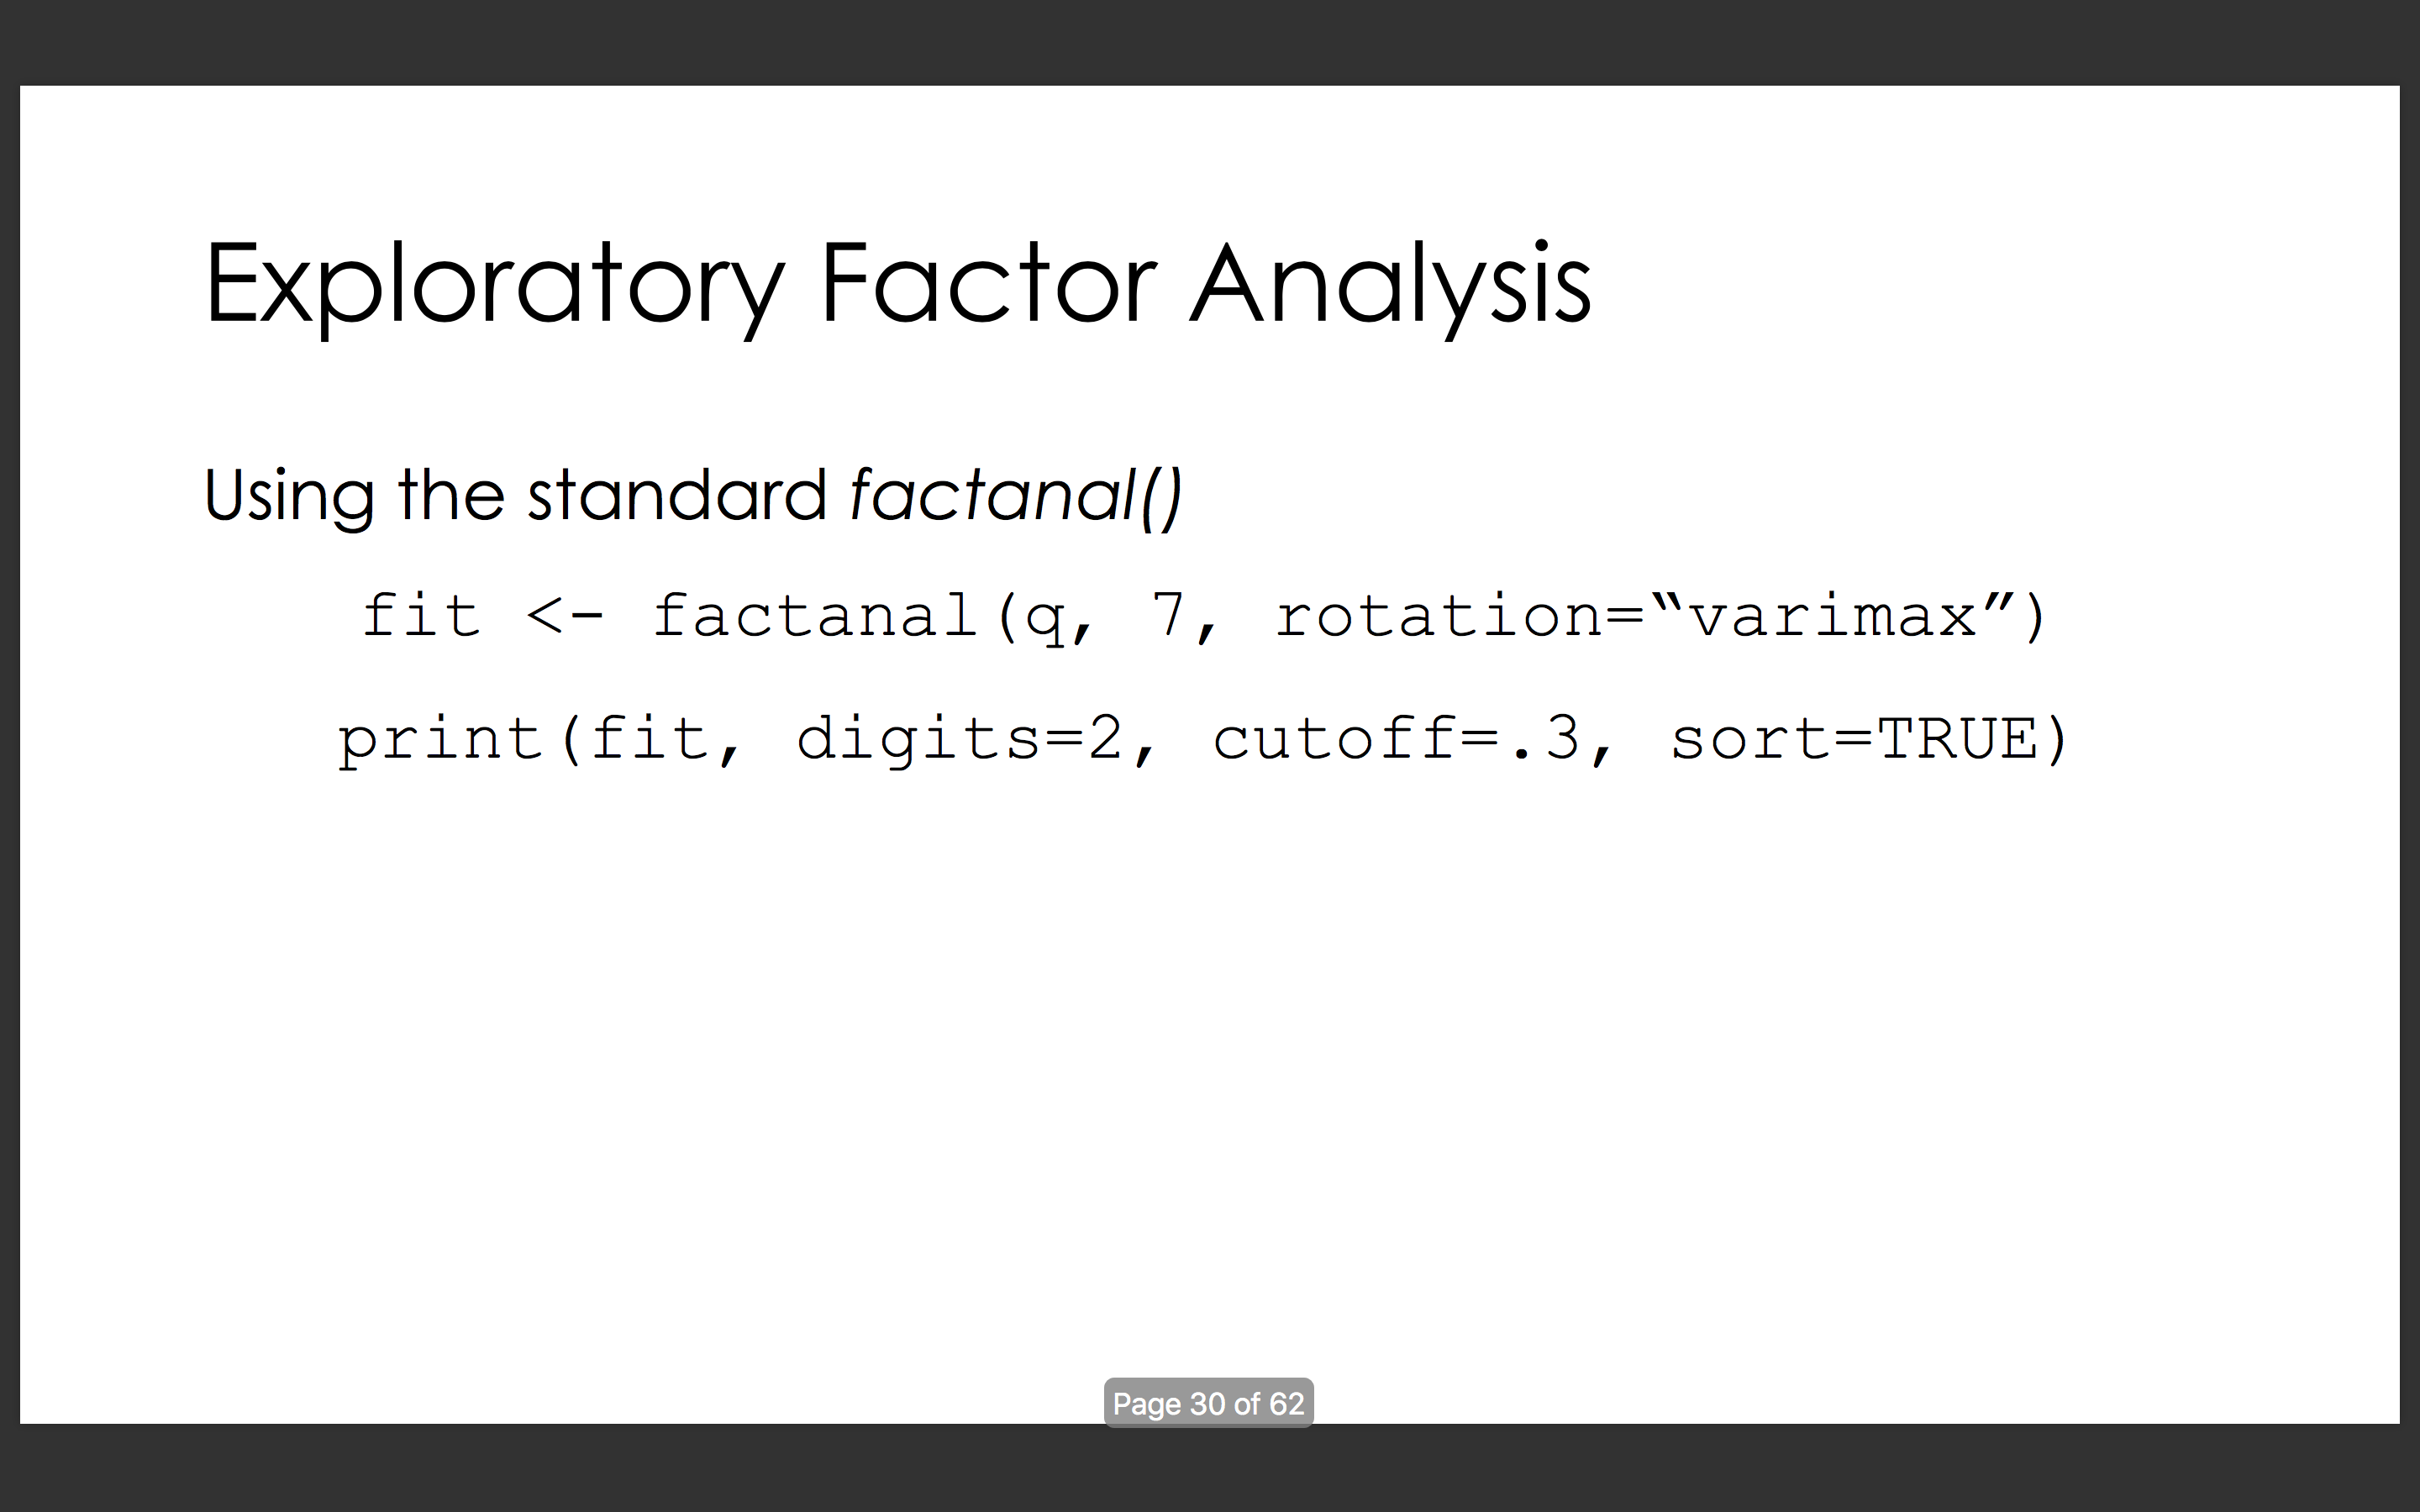 Exploratory Factor Analysis
Using the standard factanal()
fit <- factanal(q, 7, rotation=“varimax”)
print(fit, digits=2, cutoff=.3, sort=TRUE)
Page 30 of 62